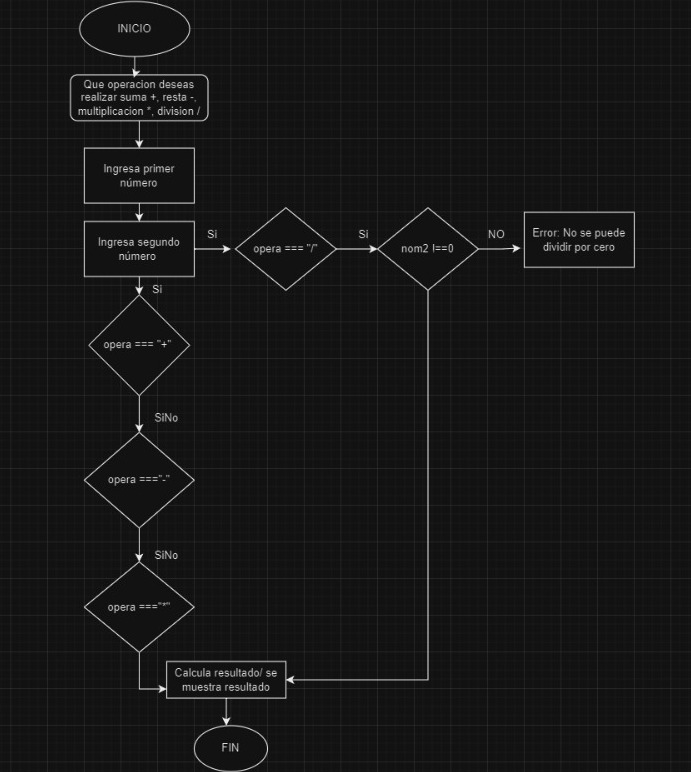 INICIO
Que operacion deseas
realizar suma +, resta -,
multiplicacion *, division /
Ingresa primer
número
Ingresa segundo
número
Si
opera === "/"
Si
nom2 !==0
NO
Error: No se puede
dividir por cero
Si
opera === "+"
SiNo
opera ==="-"
SiNo
opera ==="*"
Calcula resultado/ se
muestra resultado
FIN